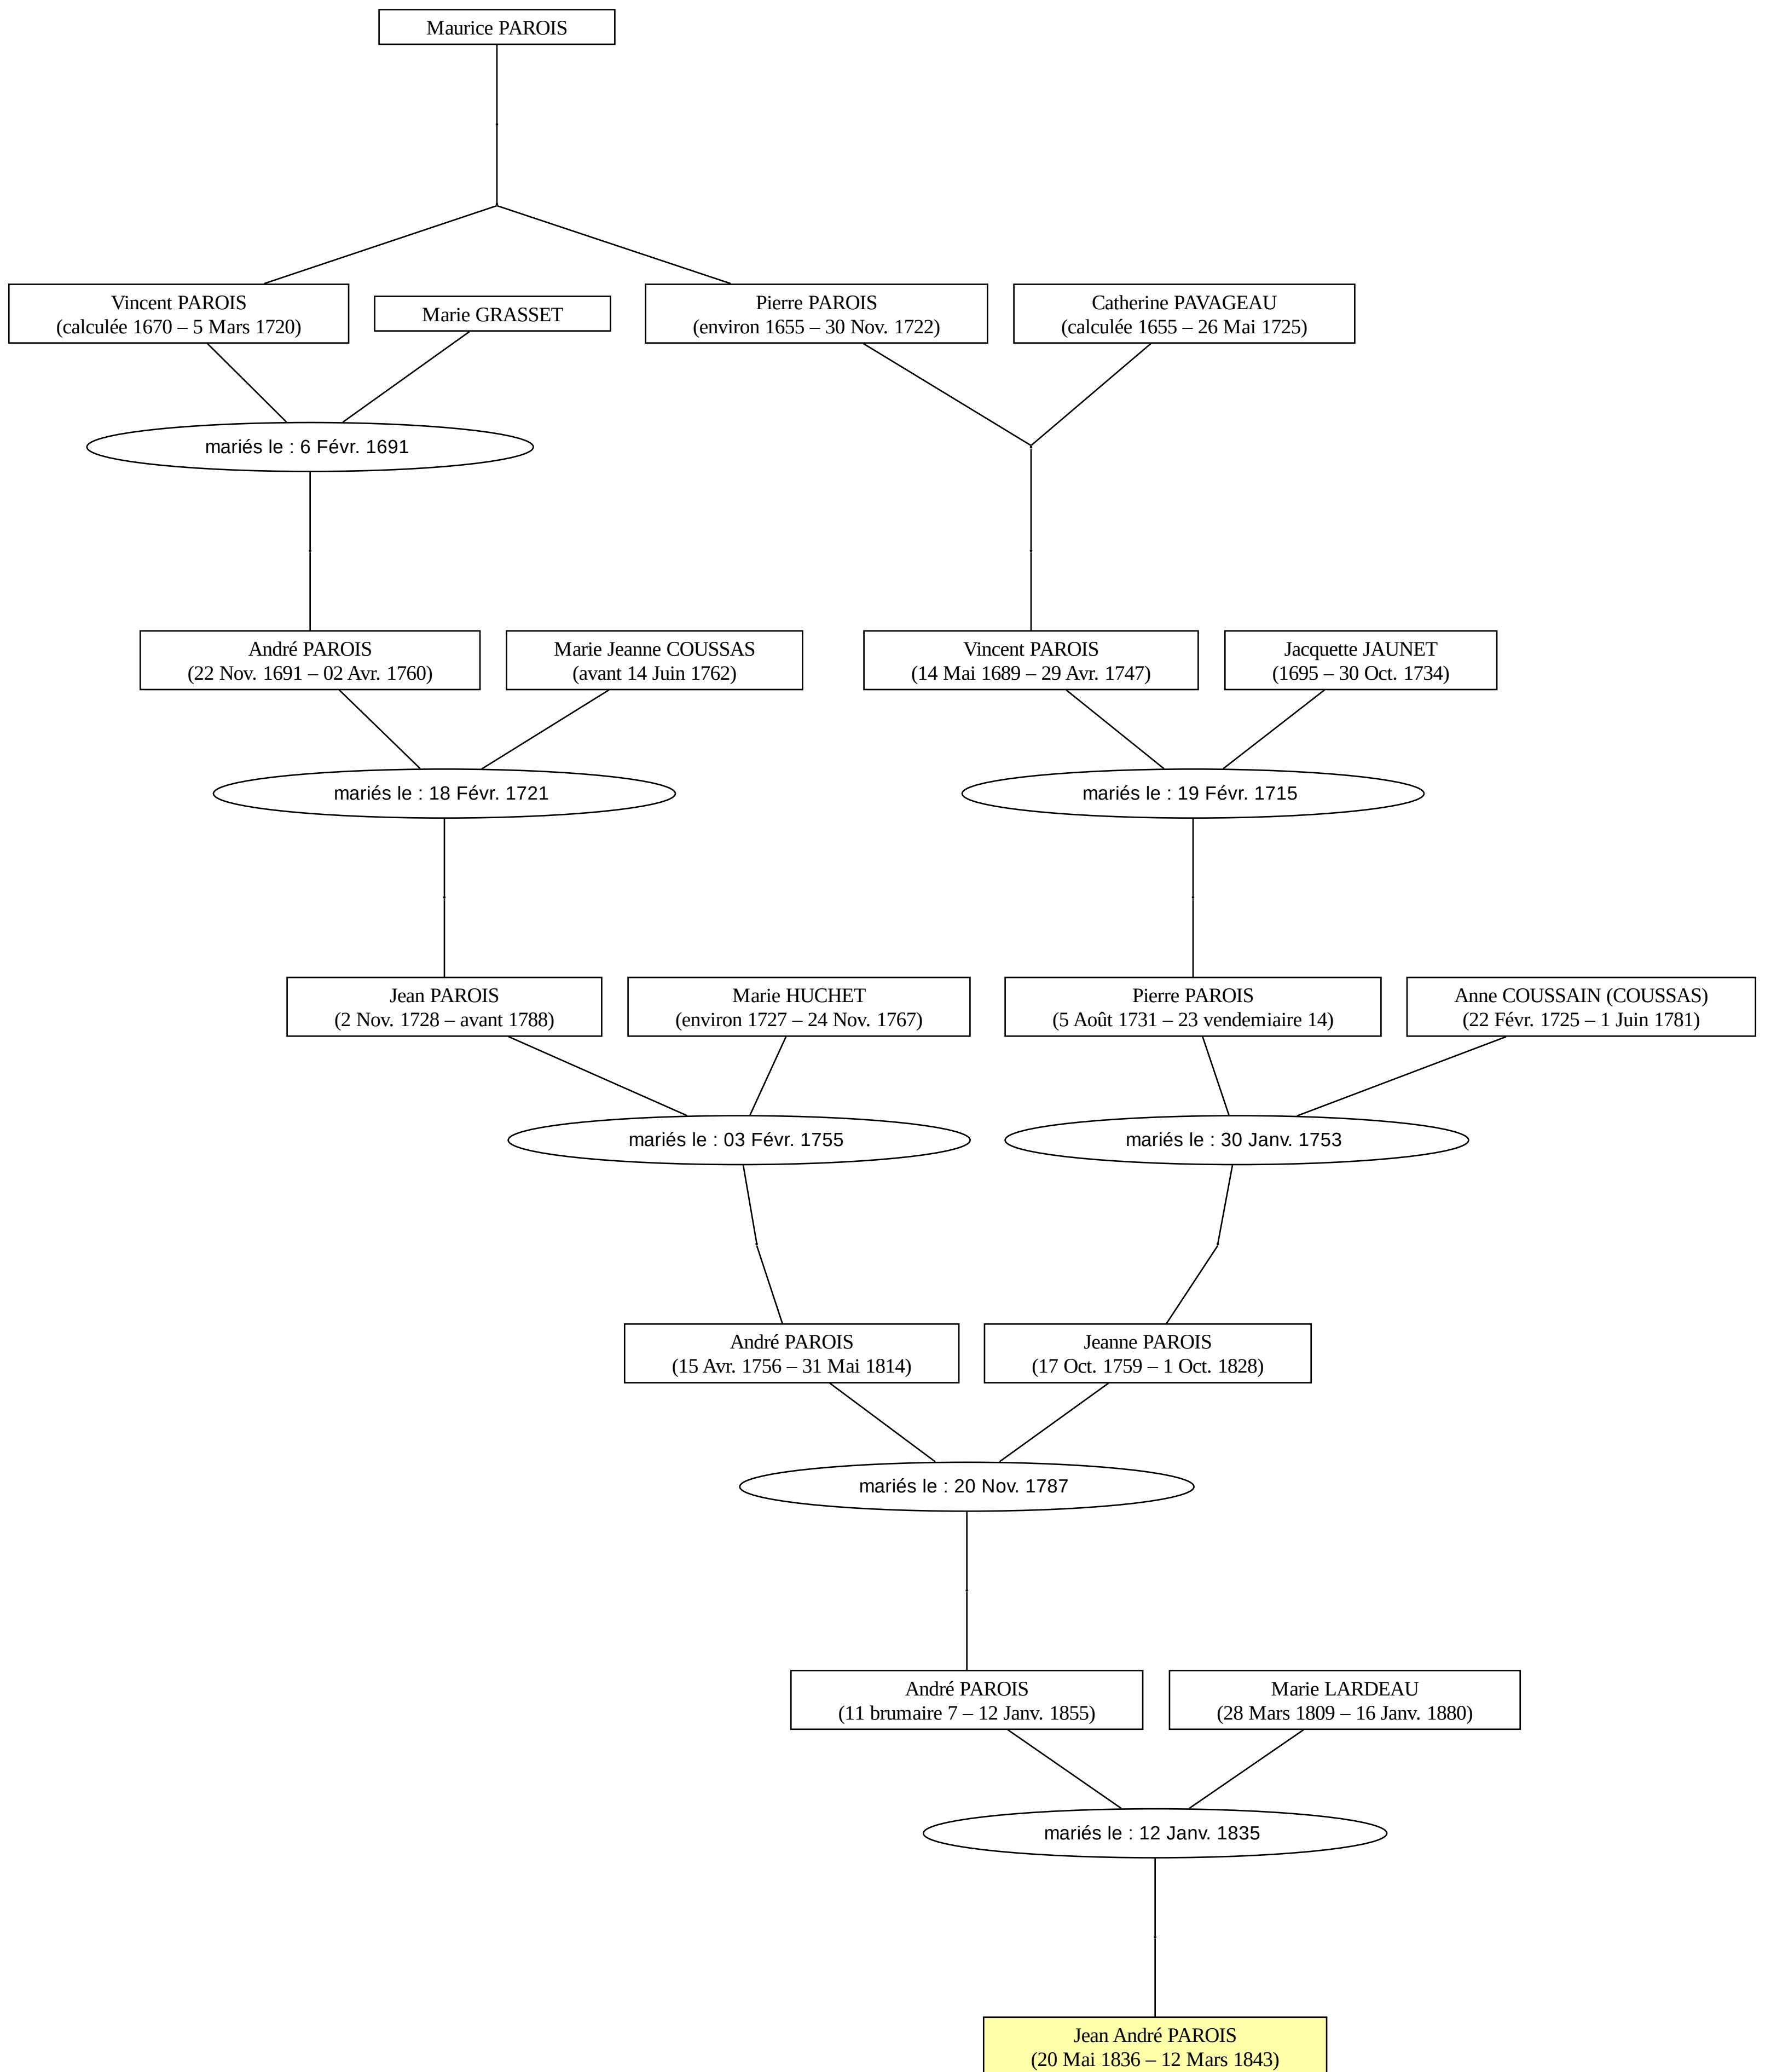 Maurice PAROIS
Vincent PAROIS
(calculée 1670 – 5 Mars 1720)
Marie GRASSET
Pierre PAROIS
(environ 1655 – 30 Nov. 1722)
Catherine PAVAGEAU
(calculée 1655 – 26 Mai 1725)
mariés le : 6 Févr. 1691
André PAROIS
(22 Nov. 1691 – 02 Avr. 1760)
Marie Jeanne COUSSAS
(avant 14 Juin 1762)
Vincent PAROIS
(14 Mai 1689 – 29 Avr. 1747)
Jacquette JAUNET
(1695 – 30 Oct. 1734)
mariés le : 18 Févr. 1721
mariés le : 19 Févr. 1715
Jean PAROIS
(2 Nov. 1728 – avant 1788)
Marie HUCHET
(environ 1727 – 24 Nov. 1767)
Pierre PAROIS
(5 Août 1731 – 23 vendemiaire 14)
Anne COUSSAIN (COUSSAS)
(22 Févr. 1725 – 1 Juin 1781)
mariés le : 03 Févr. 1755
mariés le : 30 Janv. 1753
André PAROIS
(15 Avr. 1756 – 31 Mai 1814)
Jeanne PAROIS
(17 Oct. 1759 – 1 Oct. 1828)
mariés le : 20 Nov. 1787
André PAROIS
(11 brumaire 7 – 12 Janv. 1855)
Marie LARDEAU
(28 Mars 1809 – 16 Janv. 1880)
mariés le : 12 Janv. 1835
Jean André PAROIS
(20 Mai 1836 – 12 Mars 1843)